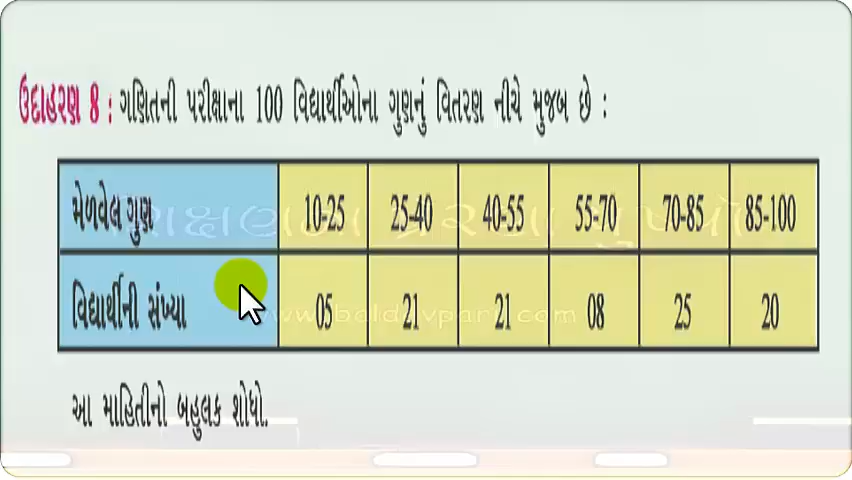 ઉદાહરણ 8 : ગણિતની પરીક્ષાના 100 વિદ્યાર્થીઓના ગુણનું વિતરણ નીચે મુજબ છે :
મેળવેલ ગુણ 10-25 25-40 40-55 55-70 70-85 85-100
વિદ્યાર્થીની સંખ્યા 05 21 21 08 25 20
આ માહિતીનો બહુલક શોધો.